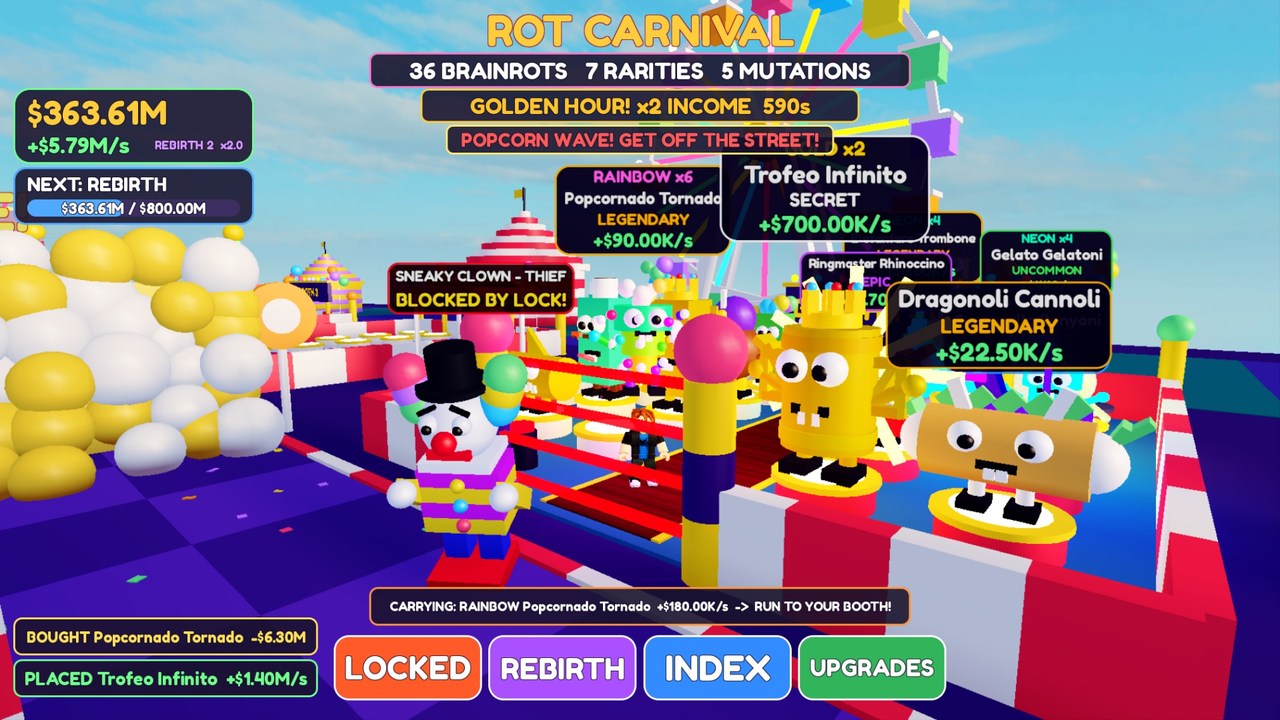 ROT CARNIVAL
36 BRAINROTS 7 RARITIES 5 MUTATIONS
GOLDEN HOUR! x2 INCOME 590s
POPCORN WAVE! GET OFF THE STREET!
$363.61M
+$5.79M/s REBIRTH 2 x2.0
NEXT: REBIRTH
$363.61M / $800.00M
RAINBOW x6
Popcornado Tornado
LEGENDARY
+$90.00K/s
x2
Trofeo Infinito
SECRET
+$700.00K/s
NEON x4
Gelato Gelatoni
UNCOMMON
Ringmaster Rhinoccino
EPIC
Dragonoli Cannoli
LEGENDARY
+$22.50K/s
SNEAKY CLOWN - THIEF
BLOCKED BY LOCK!
CARRYING: RAINBOW Popcornado Tornado +$180.00K/s -> RUN TO YOUR BOOTH!
BOUGHT Popcornado Tornado -$6.30M
PLACED Trofeo Infinito +$1.40M/s
LOCKED
REBIRTH
INDEX
UPGRADES